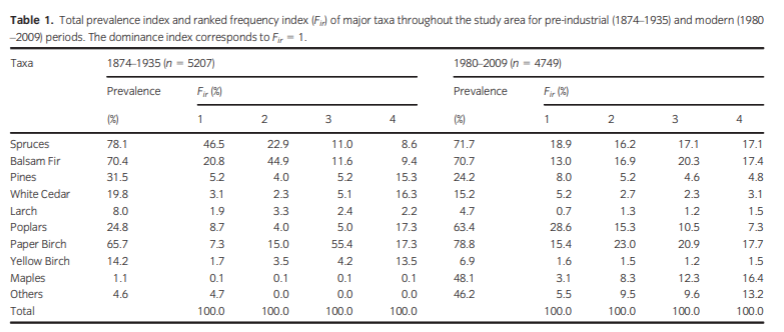 Table 1. Total prevalence index and ranked frequency index (Fir) of major taxa throughout the study area for pre-industrial (1874–1935) and modern (1980
–2009) periods. The dominance index corresponds to Fir = 1.
Taxa 1874–1935 (n = 5207) 1980–2009 (n = 4749)
Prevalence Fir (%) Prevalence Fir (%)
(%) 1 2 3 4 (%) 1 2 3 4
Spruces 78.1 46.5 22.9 11.0 8.6 71.7 18.9 16.2 17.1 17.1
Balsam Fir 70.4 20.8 44.9 11.6 9.4 70.7 13.0 16.9 20.3 17.4
Pines 31.5 5.2 4.0 5.2 15.3 24.2 8.0 5.2 4.6 4.8
White Cedar 19.8 3.1 2.3 5.1 16.3 15.2 5.2 2.7 2.3 3.1
Larch 8.0 1.9 3.3 2.4 2.2 4.7 0.7 1.3 1.2 1.5
Poplars 24.8 8.7 4.0 5.0 17.3 63.4 28.6 15.3 10.5 7.3
Paper Birch 65.7 7.3 15.0 55.4 17.3 78.8 15.4 23.0 20.9 17.7
Yellow Birch 14.2 1.7 3.5 4.2 13.5 6.9 1.6 1.5 1.2 1.5
Maples 1.1 0.1 0.1 0.1 0.1 48.1 3.1 8.3 12.3 16.4
Others 4.6 4.7 0.0 0.0 0.0 46.2 5.5 9.5 9.6 13.2
Total 100.0 100.0 100.0 100.0 100.0 100.0 100.0 100.0